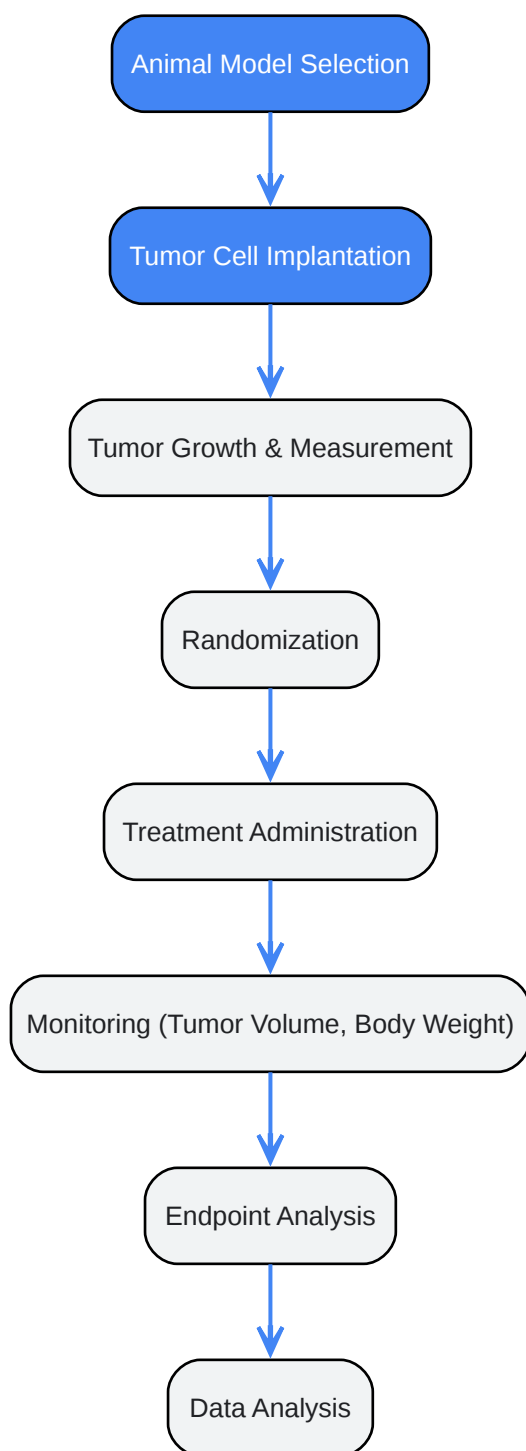 Animal Model Selection
Tumor Cell Implantation
Tumor Growth & Measurement
Randomization
Treatment Administration
Monitoring (Tumor Volume, Body Weight)
Endpoint Analysis
Data Analysis